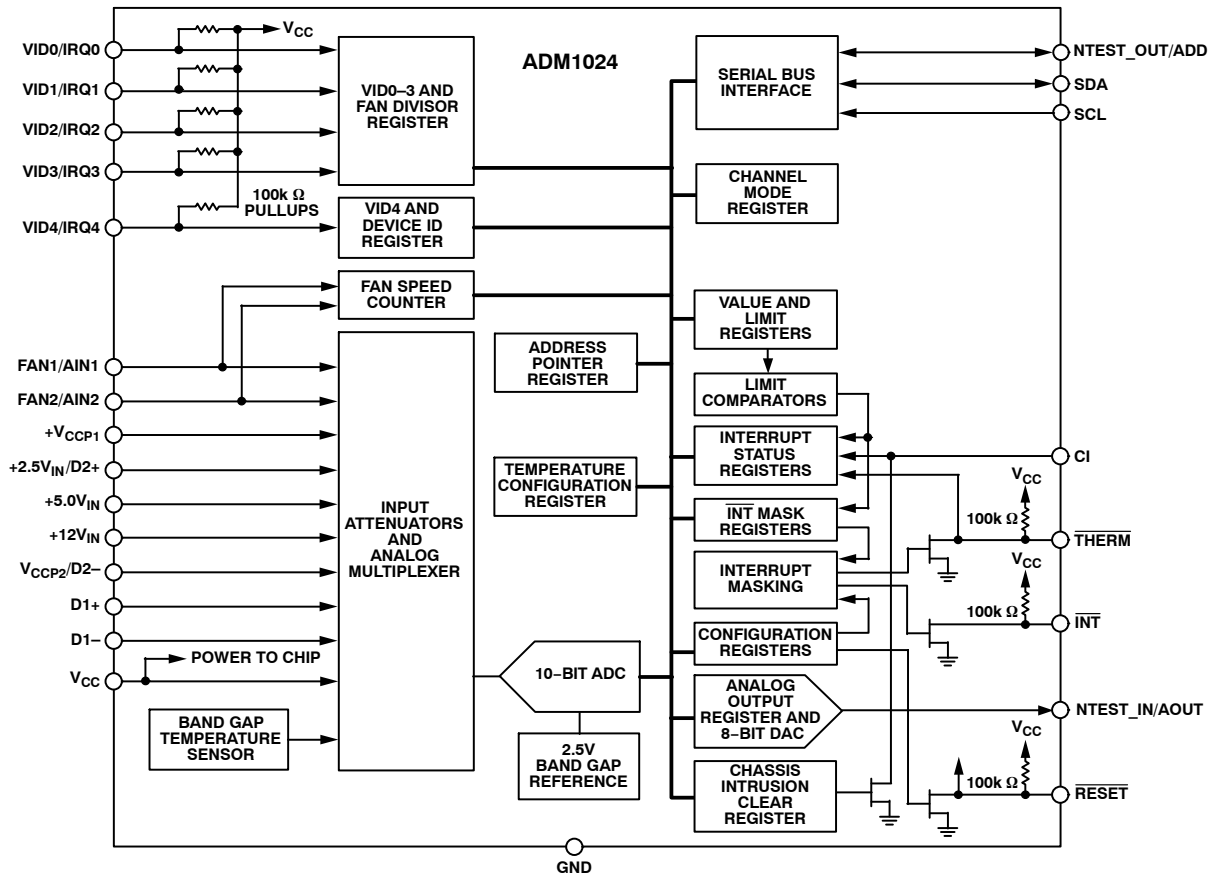 ADM1024
VID0/IRQ0
VID1/IRQ1
VID2/IRQ2
VID3/IRQ3
VID4/IRQ4
VCC
100k Ω
PULLUPS
VID0–3 AND
FAN DIVISOR
REGISTER
VID4 AND
DEVICE ID
REGISTER
FAN SPEED
COUNTER
FAN1/AIN1
FAN2/AIN2
+VCCP1
+2.5VIN/D2+
+5.0VIN
+12VIN
VCCP2/D2–
D1+
D1–
VCC
POWER TO CHIP
BAND GAP
TEMPERATURE
SENSOR
INPUT
ATTENUATORS
AND
ANALOG
MULTIPLEXER
10–BIT ADC
2.5V
BAND GAP
REFERENCE
ADDRESS
POINTER
REGISTER
TEMPERATURE
CONFIGURATION
REGISTER
SERIAL BUS
INTERFACE
CHANNEL
MODE
REGISTER
VALUE AND
LIMIT
REGISTERS
LIMIT
COMPARATORS
INTERRUPT
STATUS
REGISTERS
INT MASK
REGISTERS
INTERRUPT
MASKING
CONFIGURATION
REGISTERS
ANALOG
OUTPUT
REGISTER AND
8–BIT DAC
CHASSIS
INTRUSION
CLEAR
REGISTER
NTEST_OUT/ADD
SDA
SCL
CI
VCC
100k Ω
THERM
VCC
100k Ω
INT
NTEST_IN/AOUT
VCC
100k Ω
RESET
GND